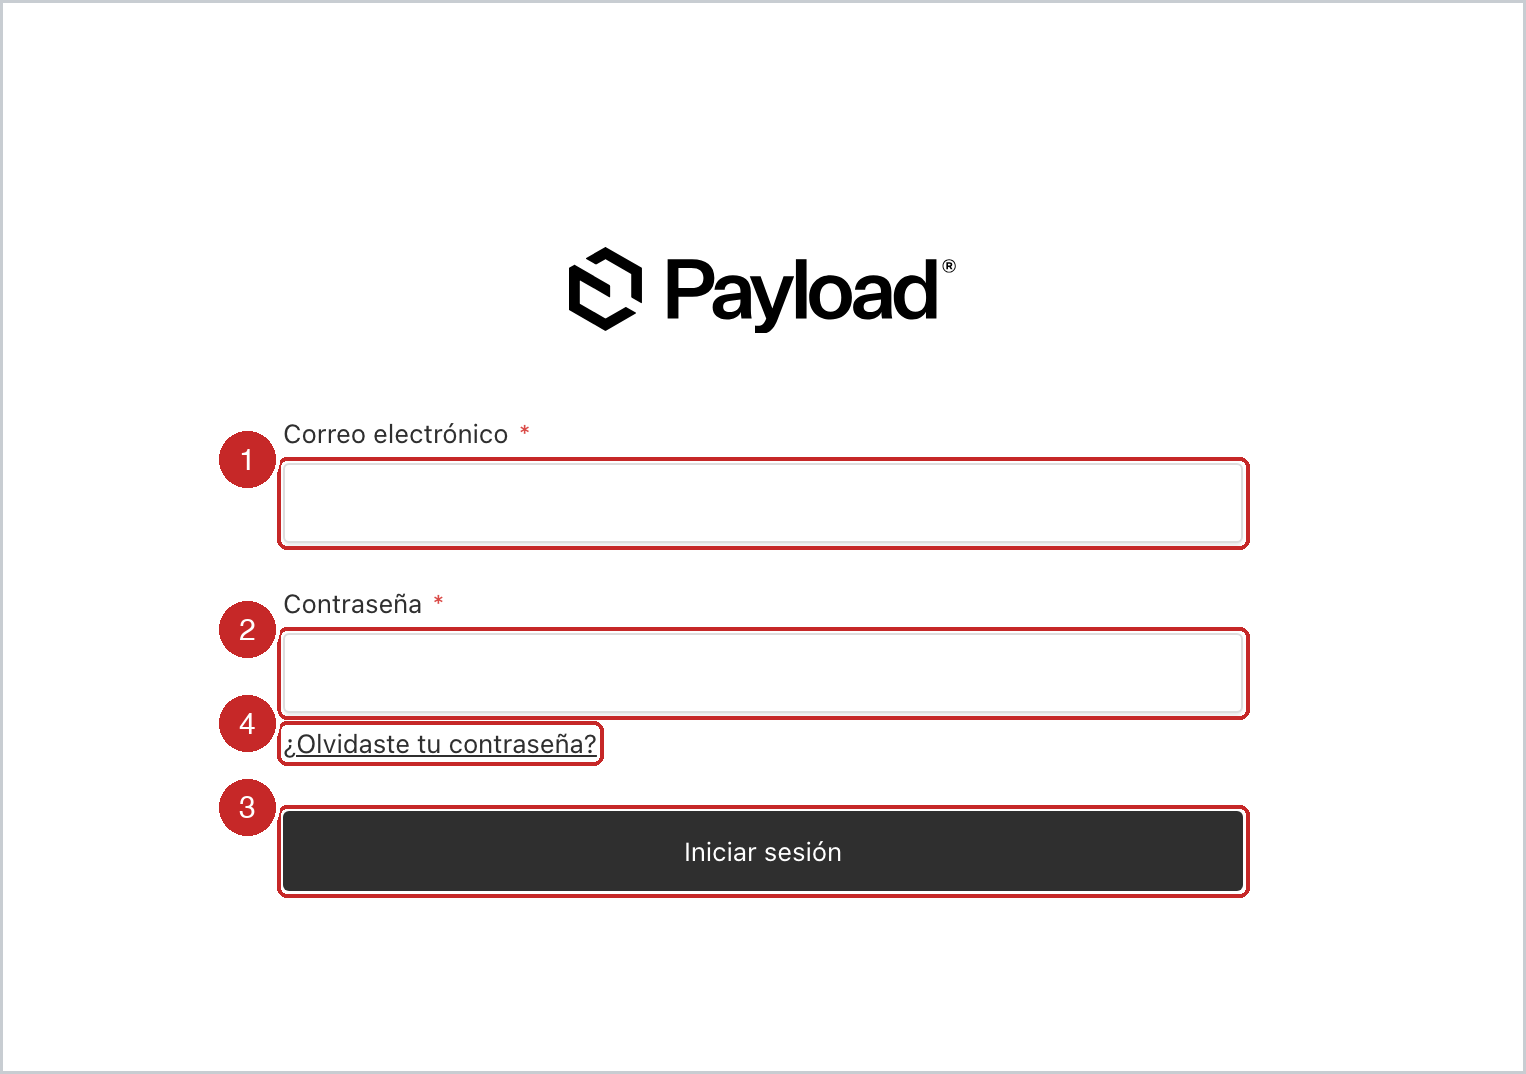 Payload®
Correo electrónico *
1
Contraseña *
2
4
¿Olvidaste tu contraseña?
3
Iniciar sesión